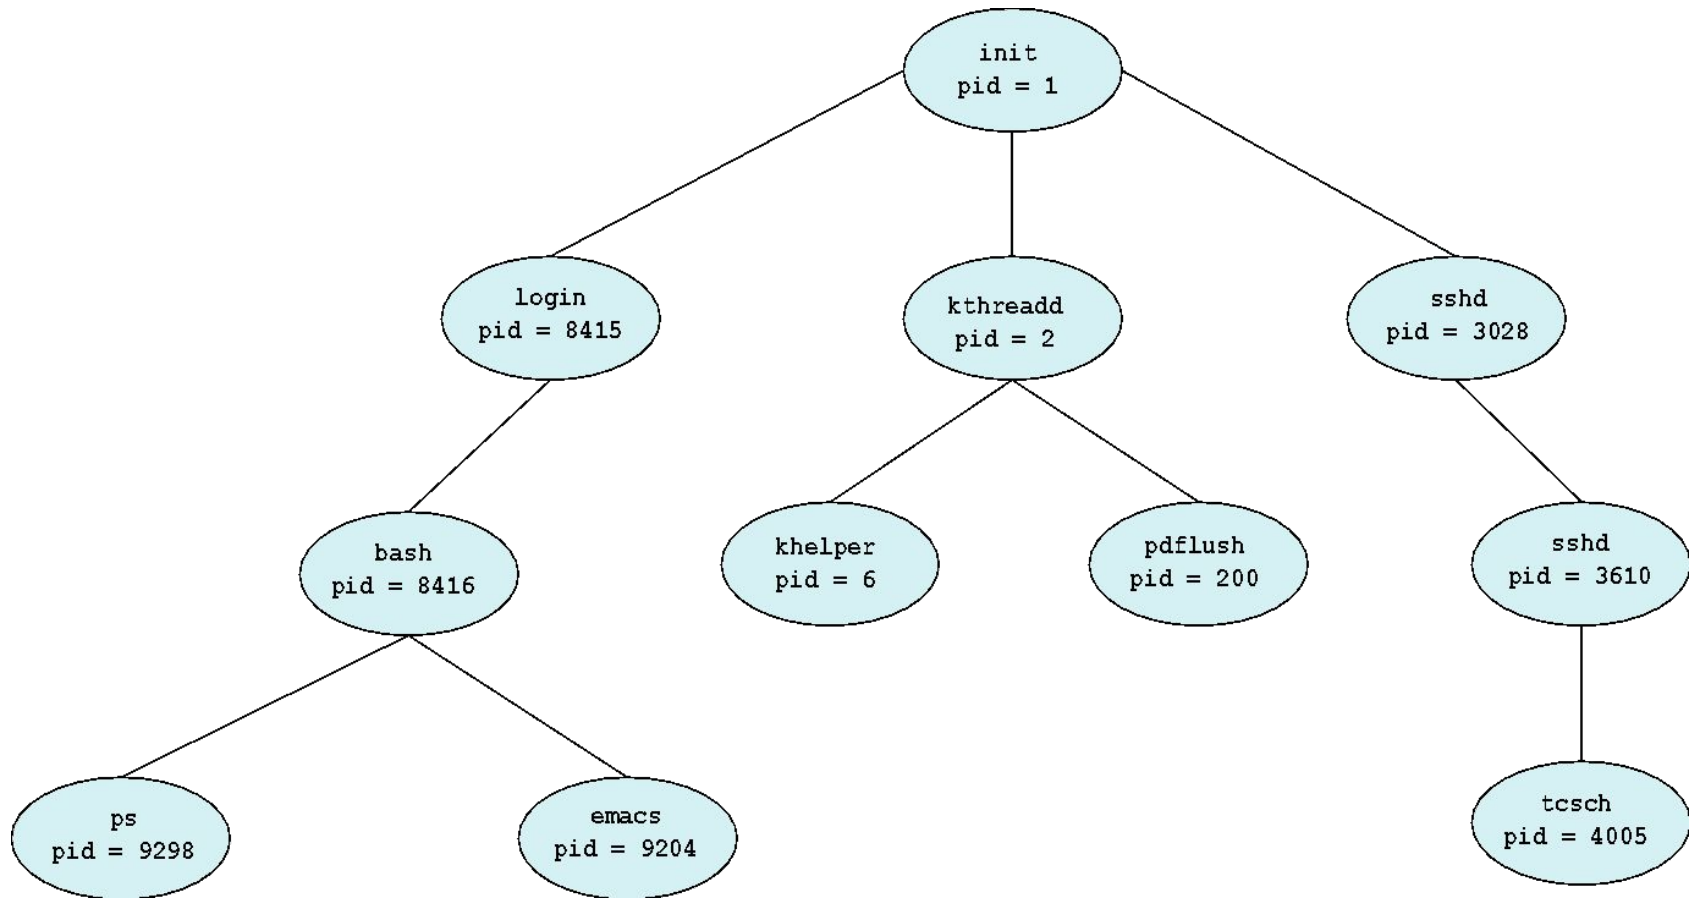 init
pid = 1
login
pid = 8415
kthreadd
pid = 2
sshd
pid = 3028
bash
pid = 8416
khelper
pid = 6
pdflush
pid = 200
sshd
pid = 3610
ps
pid = 9298
emacs
pid = 9204
tcsch
pid = 4005